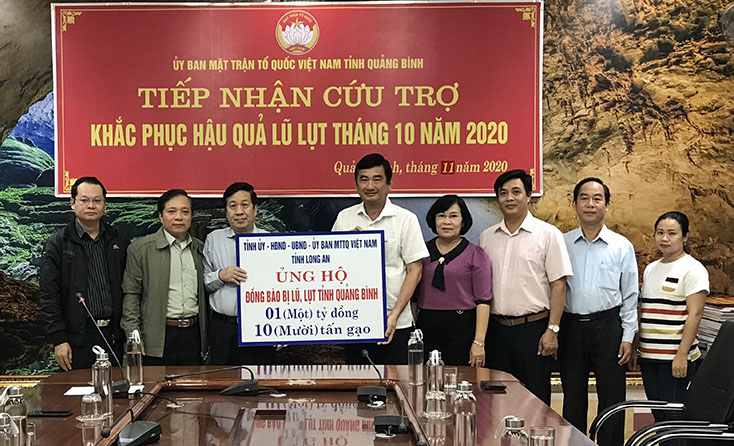 ỦY BAN MẶT TRẬN TỔ QUỐC VIỆT NAM TỈNH QUẢNG BÌNH
TIẾP NHẬN CỨU TRỢ
KHẮC PHỤC HẬU QUẢ LŨ LỤT THÁNG 10 NĂM 2020
tháng 11 năm 2020
TỈNH ỦY - HĐND - UBND - ỦY BAN MTTQ VIỆT NAM
TỈNH LONG AN
ỦNG HỘ
ĐỒNG BÀO BỊ LŨ, LỤT TỈNH QUẢNG BÌNH
01 (Một) tỷ đồng
10 (Mười) tấn gạo